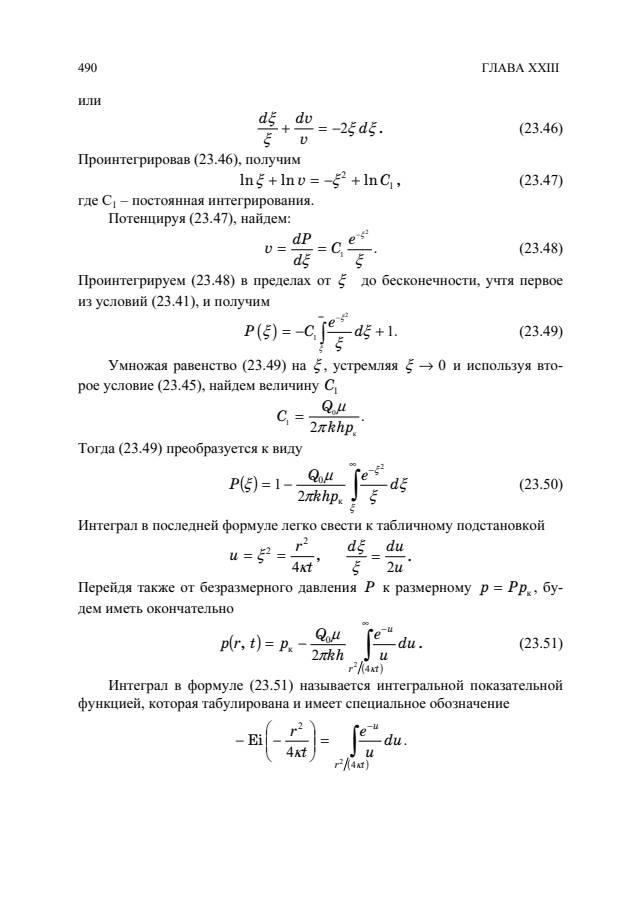 490 ГЛАВА XXIII
или
dξ/ξ + dυ/υ = −2ξ dξ. (23.46)
Проинтегрировав (23.46), получим
ln ξ + ln υ = −ξ² + ln C₁, (23.47)
где C₁ – постоянная интегрирования.
Потенцируя (23.47), найдем:
υ = dP/dξ = C₁ e^(−ξ²)/ξ. (23.48)
Проинтегрируем (23.48) в пределах от ξ до бесконечности, учтя первое
из условий (23.41), и получим
P(ξ) = −C₁ ∫_ξ^∞ e^(−ξ²)/ξ dξ + 1. (23.49)
Умножая равенство (23.49) на ξ, устремляя ξ → 0 и используя вто-
рое условие (23.45), найдем величину C₁
C₁ = Q₀μ/2πkhp_к.
Тогда (23.49) преобразуется к виду
P(ξ) = 1 − Q₀μ/2πkhp_к ∫_ξ^∞ e^(−ξ²)/ξ dξ (23.50)
Интеграл в последней формуле легко свести к табличному подстановкой
u = ξ² = r²/4κt, dξ/ξ = du/2u.
Перейдя также от безразмерного давления P к размерному p = Pp_к, бу-
дем иметь окончательно
p(r, t) = p_к − Q₀μ/2πkh ∫_{r²/(4κt)}^∞ e^(−u)/u du. (23.51)
Интеграл в формуле (23.51) называется интегральной показательной
функцией, которая табулирована и имеет специальное обозначение
− Ei(− r²/4κt) = ∫_{r²/(4κt)} e^(−u)/u du.